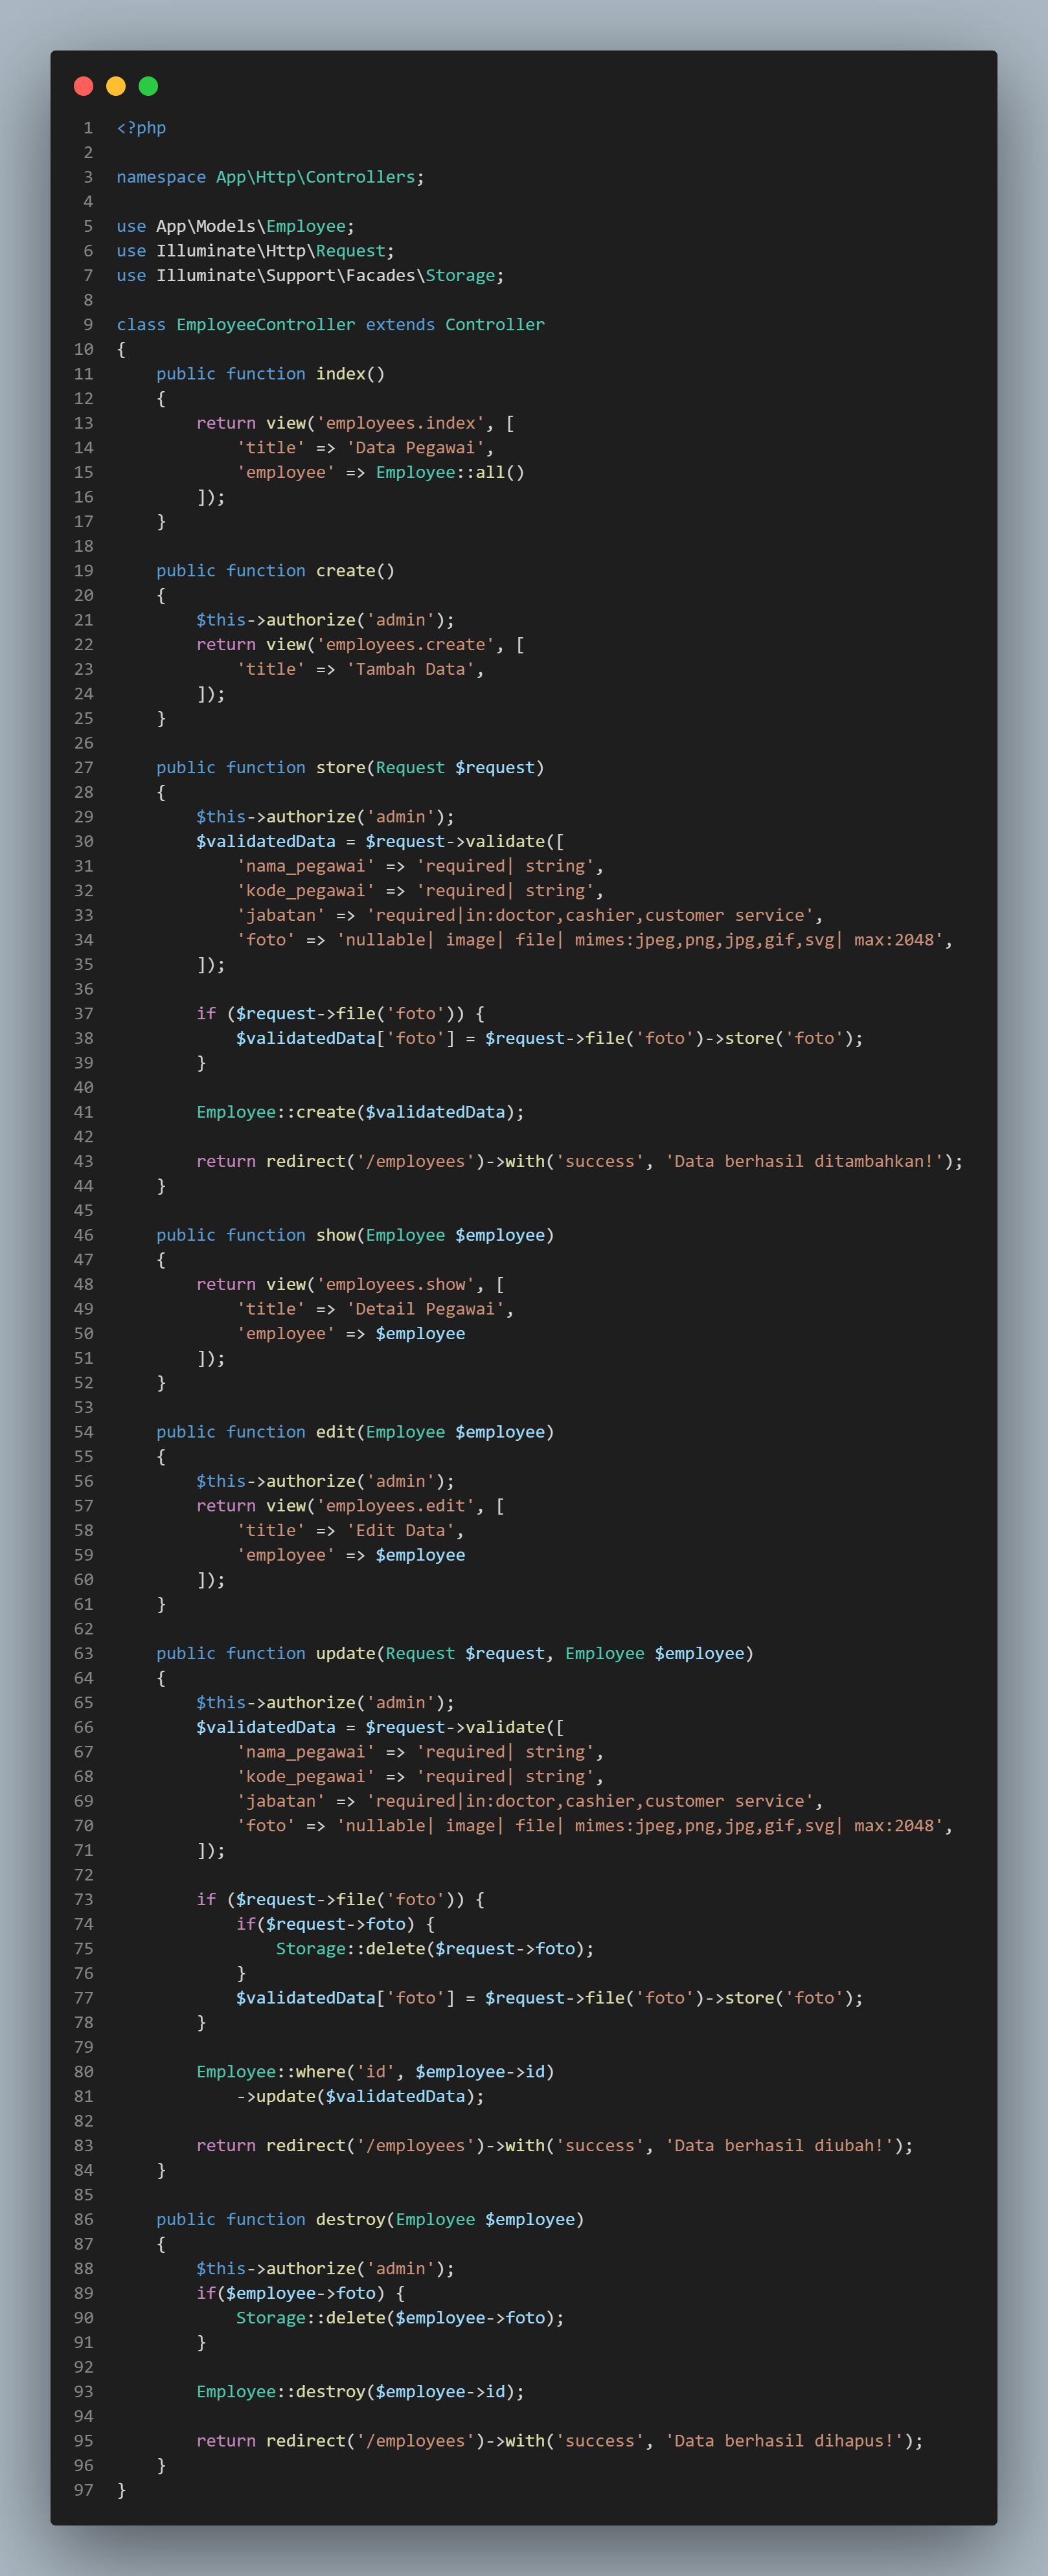 1 <?php
2
3 namespace App\Http\Controllers;
4
5 use App\Models\Employee;
6 use Illuminate\Http\Request;
7 use Illuminate\Support\Facades\Storage;
8
9 class EmployeeController extends Controller
10 {
11     public function index()
12     {
13         return view('employees.index', [
14             'title' => 'Data Pegawai',
15             'employee' => Employee::all()
16         ]);
17     }
18
19     public function create()
20     {
21         $this->authorize('admin');
22         return view('employees.create', [
23             'title' => 'Tambah Data',
24         ]);
25     }
26
27     public function store(Request $request)
28     {
29         $this->authorize('admin');
30         $validatedData = $request->validate([
31             'nama_pegawai' => 'required| string',
32             'kode_pegawai' => 'required| string',
33             'jabatan' => 'required|in:doctor,cashier,customer service',
34             'foto' => 'nullable| image| file| mimes:jpeg,png,jpg,gif,svg| max:2048',
35         ]);
36
37         if ($request->file('foto')) {
38             $validatedData['foto'] = $request->file('foto')->store('foto');
39         }
40
41         Employee::create($validatedData);
42
43         return redirect('/employees')->with('success', 'Data berhasil ditambahkan!');
44     }
45
46     public function show(Employee $employee)
47     {
48         return view('employees.show', [
49             'title' => 'Detail Pegawai',
50             'employee' => $employee
51         ]);
52     }
53
54     public function edit(Employee $employee)
55     {
56         $this->authorize('admin');
57         return view('employees.edit', [
58             'title' => 'Edit Data',
59             'employee' => $employee
60         ]);
61     }
62
63     public function update(Request $request, Employee $employee)
64     {
65         $this->authorize('admin');
66         $validatedData = $request->validate([
67             'nama_pegawai' => 'required| string',
68             'kode_pegawai' => 'required| string',
69             'jabatan' => 'required|in:doctor,cashier,customer service',
70             'foto' => 'nullable| image| file| mimes:jpeg,png,jpg,gif,svg| max:2048',
71         ]);
72
73         if ($request->file('foto')) {
74             if($request->foto) {
75                 Storage::delete($request->foto);
76             }
77             $validatedData['foto'] = $request->file('foto')->store('foto');
78         }
79
80         Employee::where('id', $employee->id)
81             ->update($validatedData);
82
83         return redirect('/employees')->with('success', 'Data berhasil diubah!');
84     }
85
86     public function destroy(Employee $employee)
87     {
88         $this->authorize('admin');
89         if($employee->foto) {
90             Storage::delete($employee->foto);
91         }
92
93         Employee::destroy($employee->id);
94
95         return redirect('/employees')->with('success', 'Data berhasil dihapus!');
96     }
97 }